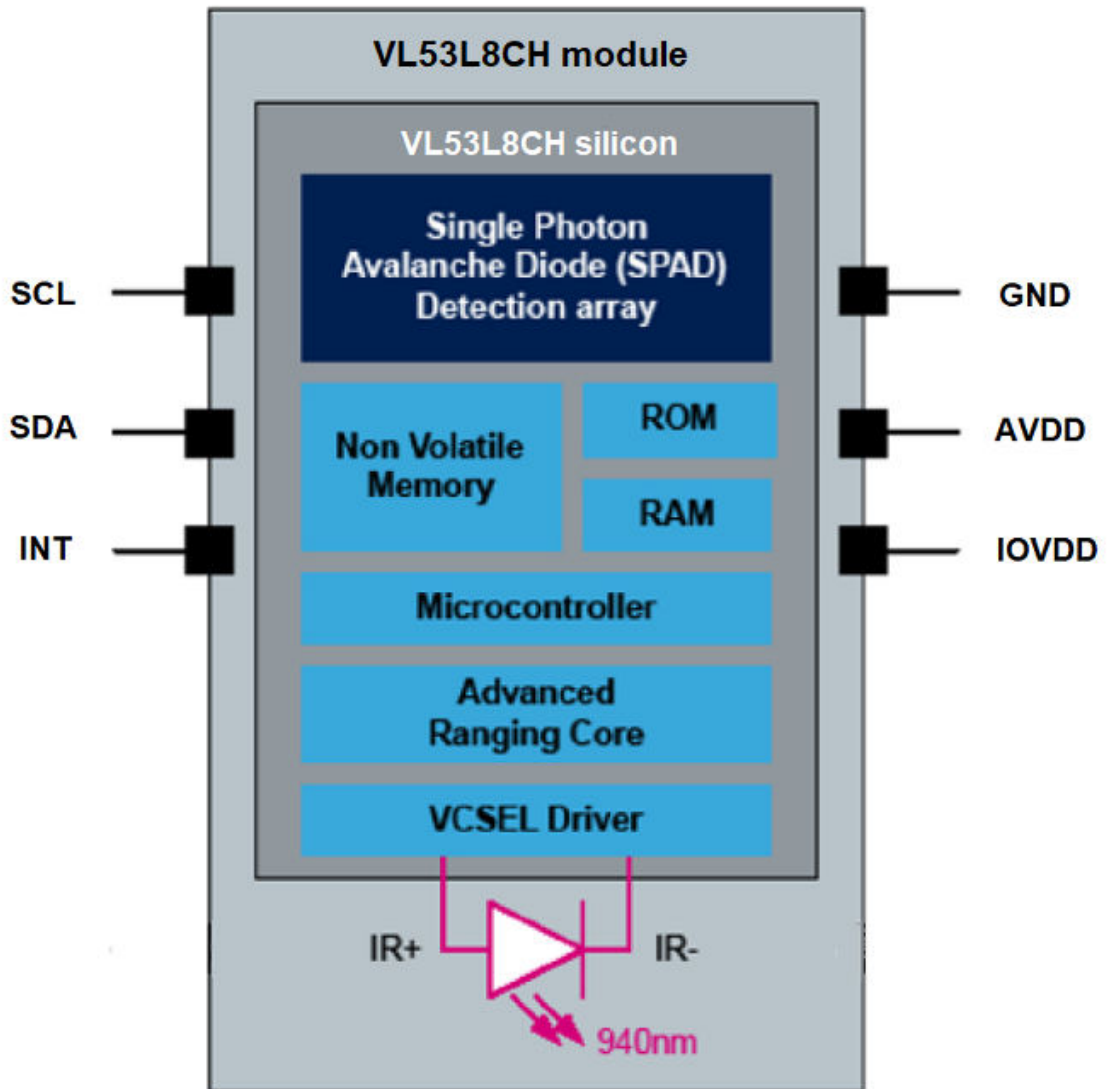 VL53L8CH module
VL53L8CH silicon
Single Photon
Avalanche Diode (SPAD)
Detection array
SCL
GND
SDA
AVDD
INT
IOVDD
Non Volatile
Memory
ROM
RAM
Microcontroller
Advanced
Ranging Core
VCSEL Driver
IR+
IR-
940nm